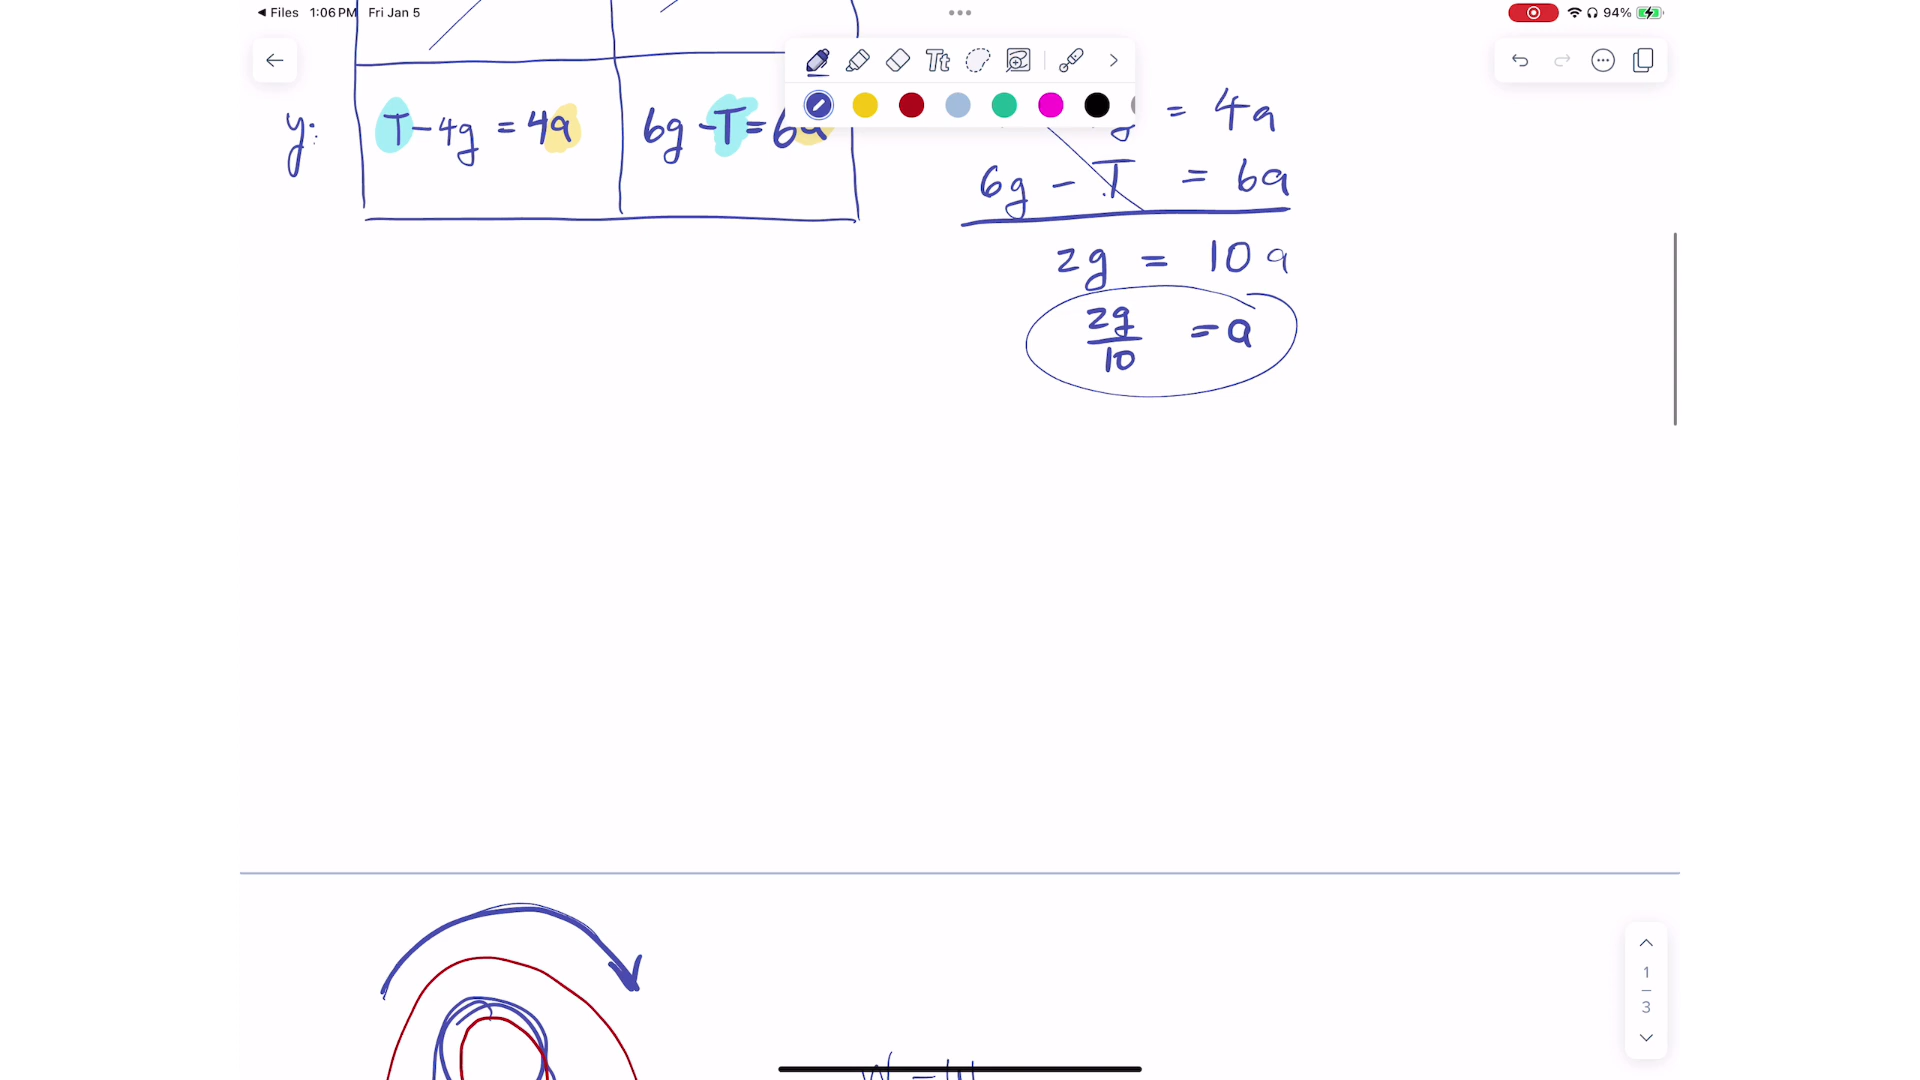 Files 1:06 PM Fri Jan 5
94%
Tt
y: T - 4g = 4a 6g - T = 6a
g = 4a
6g - T = 6a
2g = 10a
2g/10 = a
1
3